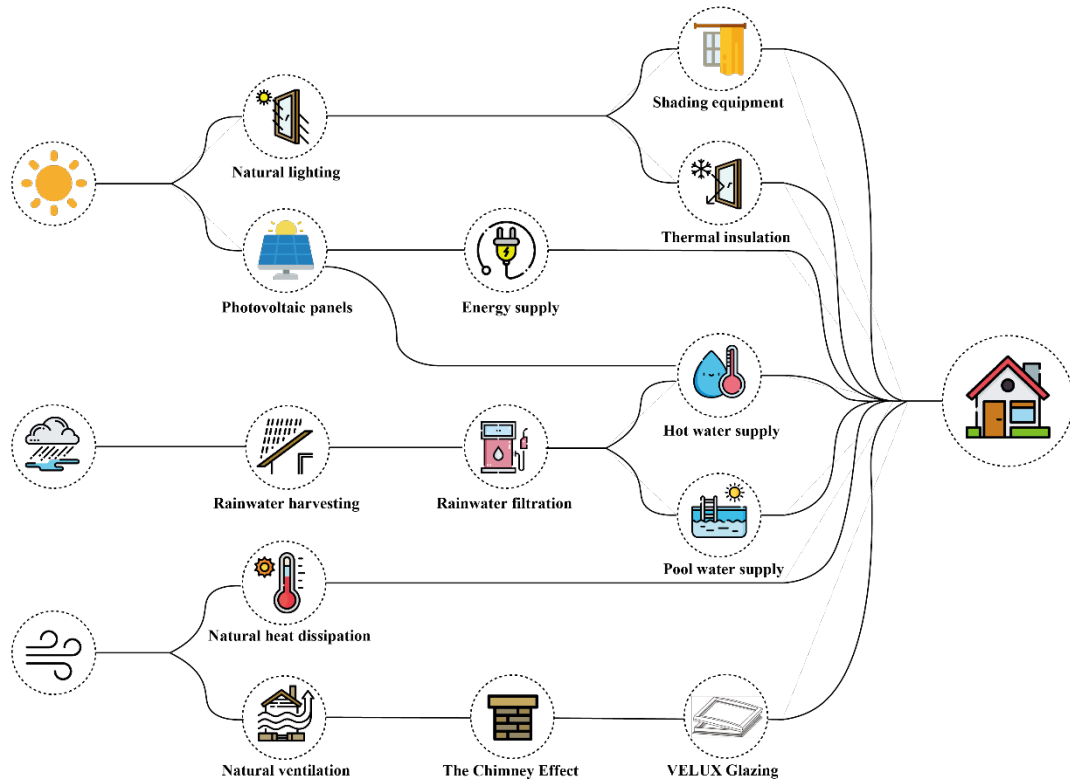 Shading equipment
Natural lighting
Thermal insulation
Photovoltaic panels
Energy supply
Hot water supply
Rainwater harvesting
Rainwater filtration
Pool water supply
Natural heat dissipation
Natural ventilation
The Chimney Effect
VELUX Glazing